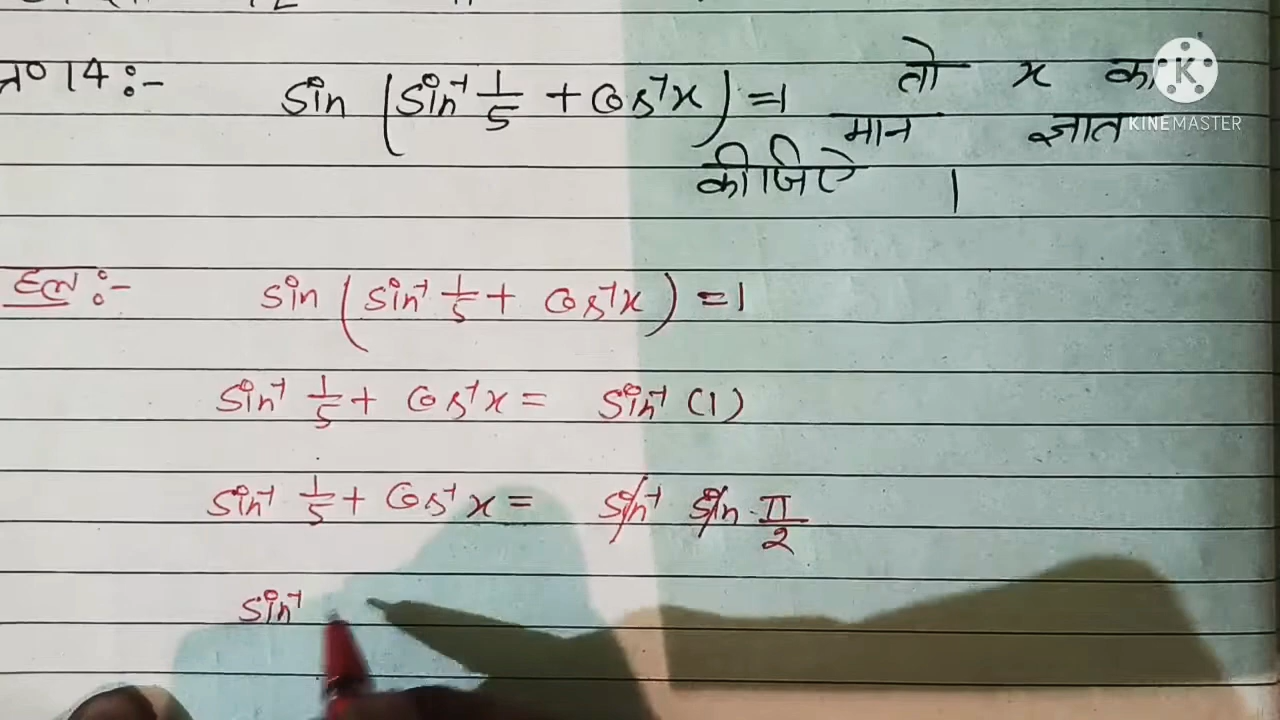 प्र० 14:- sin (sin⁻¹ 1/5 + cos⁻¹x) = 1 तो x का
मान ज्ञात
कीजिऐ |
हल:- sin (sin⁻¹ 1/5 + cos⁻¹x) = 1
sin⁻¹ 1/5 + cos⁻¹x = sin⁻¹ (1)
sin⁻¹ 1/5 + cos⁻¹x = sin⁻¹ sin π/2
sin⁻¹
K
KINEMASTER